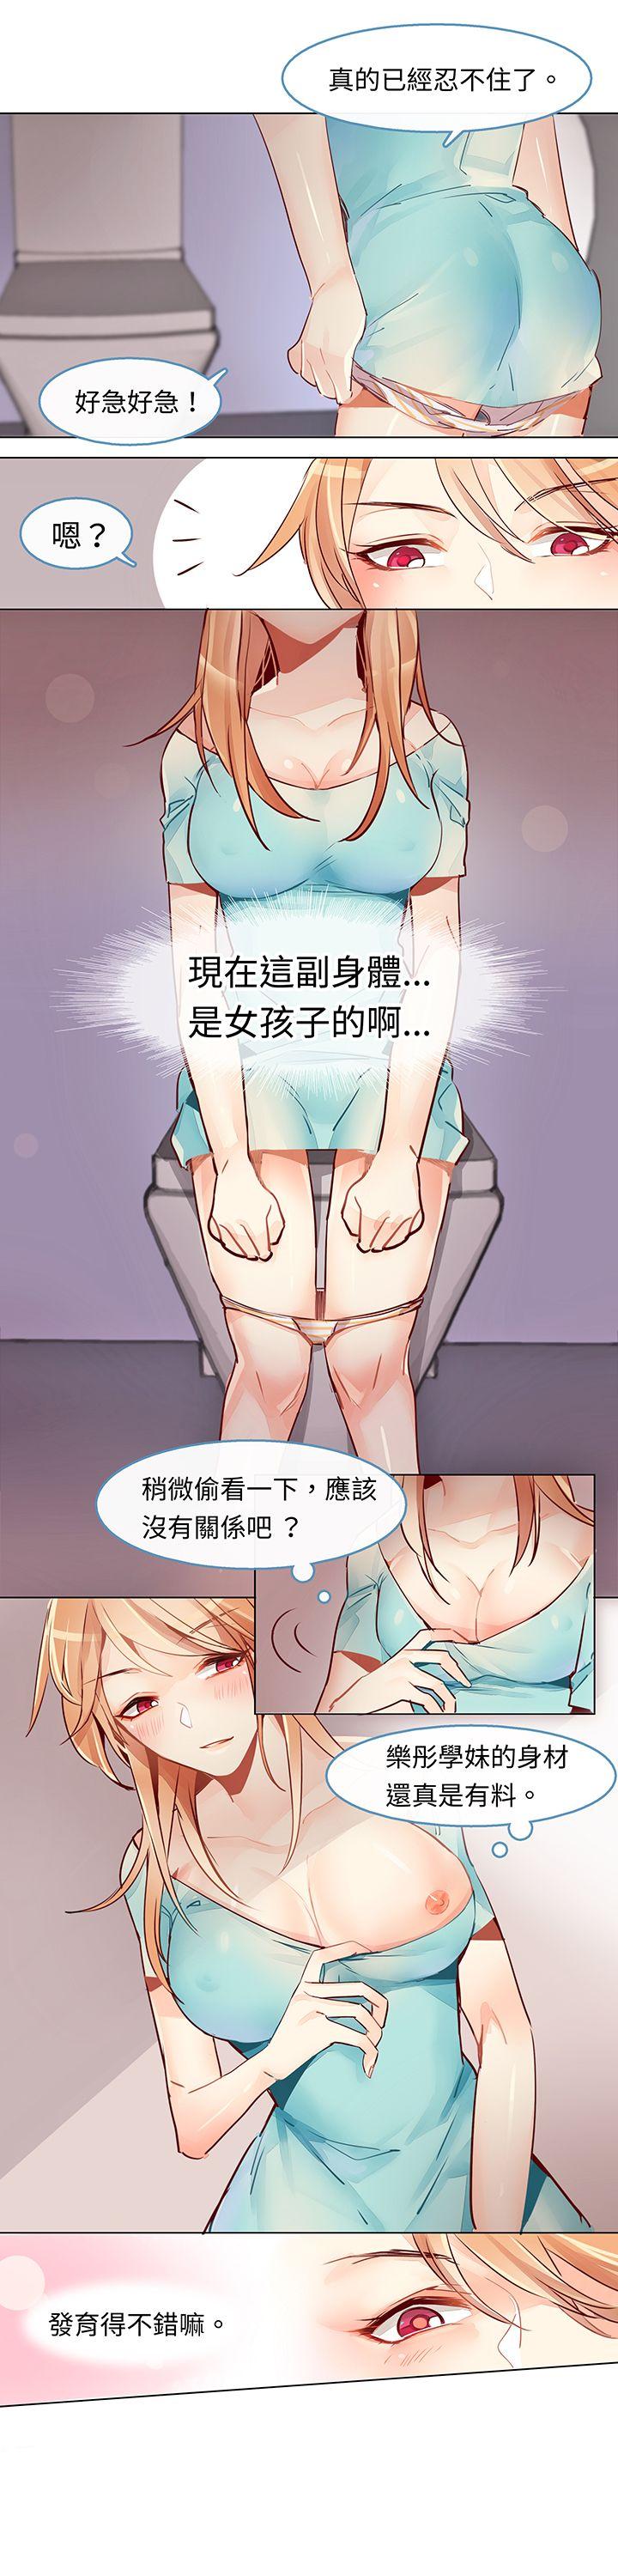 真的已經忍不住了。
好急好急！
嗯？
現在這副身體...
是女孩子的啊...
稍微偷看一下，應該
沒有關係吧 ？
樂彤學妹的身材
還真是有料。
發育得不錯嘛。